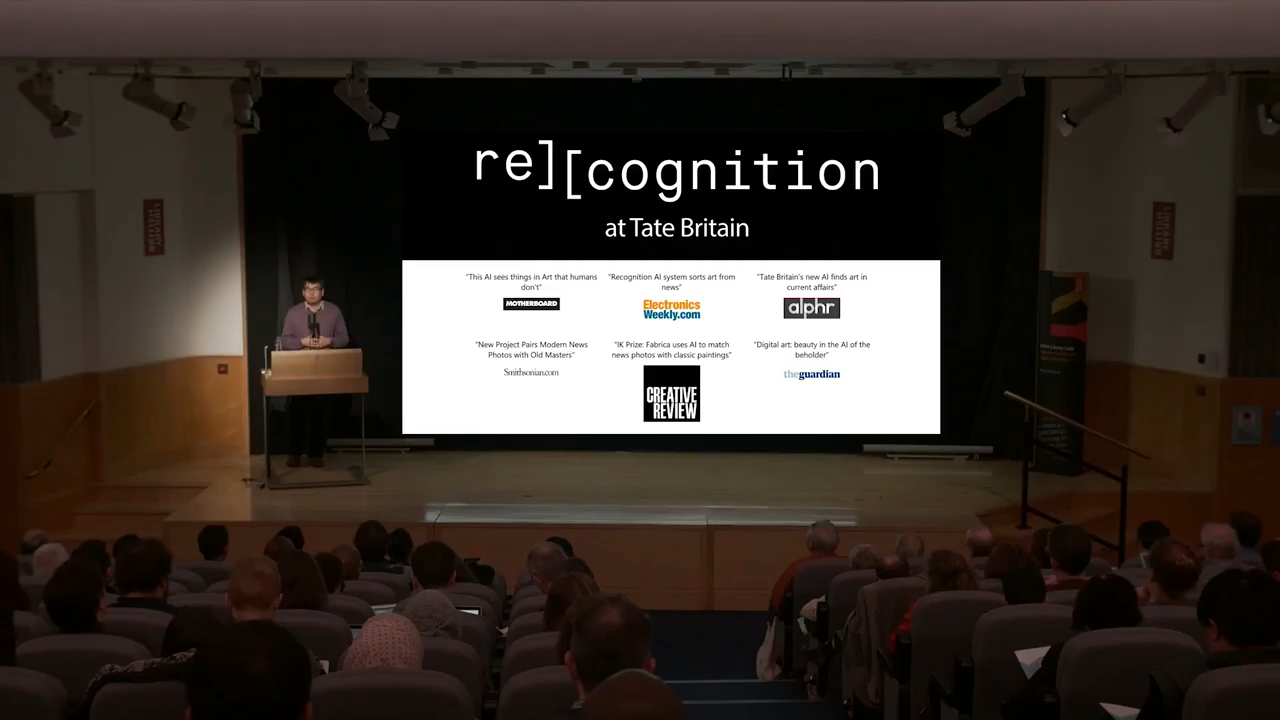 re][cognition
at Tate Britain
"This AI sees things in Art that humans
don't"
MOTHERBOARD
"Recognition AI system sorts art from
news"
Electronics
Weekly.com
"Tate Britain's new AI finds art in
current affairs"
alphr
"New Project Pairs Modern News
Photos with Old Masters"
Smithsonian.com
"IK Prize: Fabrica uses AI to match
news photos with classic paintings"
CREATIVE
REVIEW
"Digital art: beauty in the AI of the
beholder"
theguardian